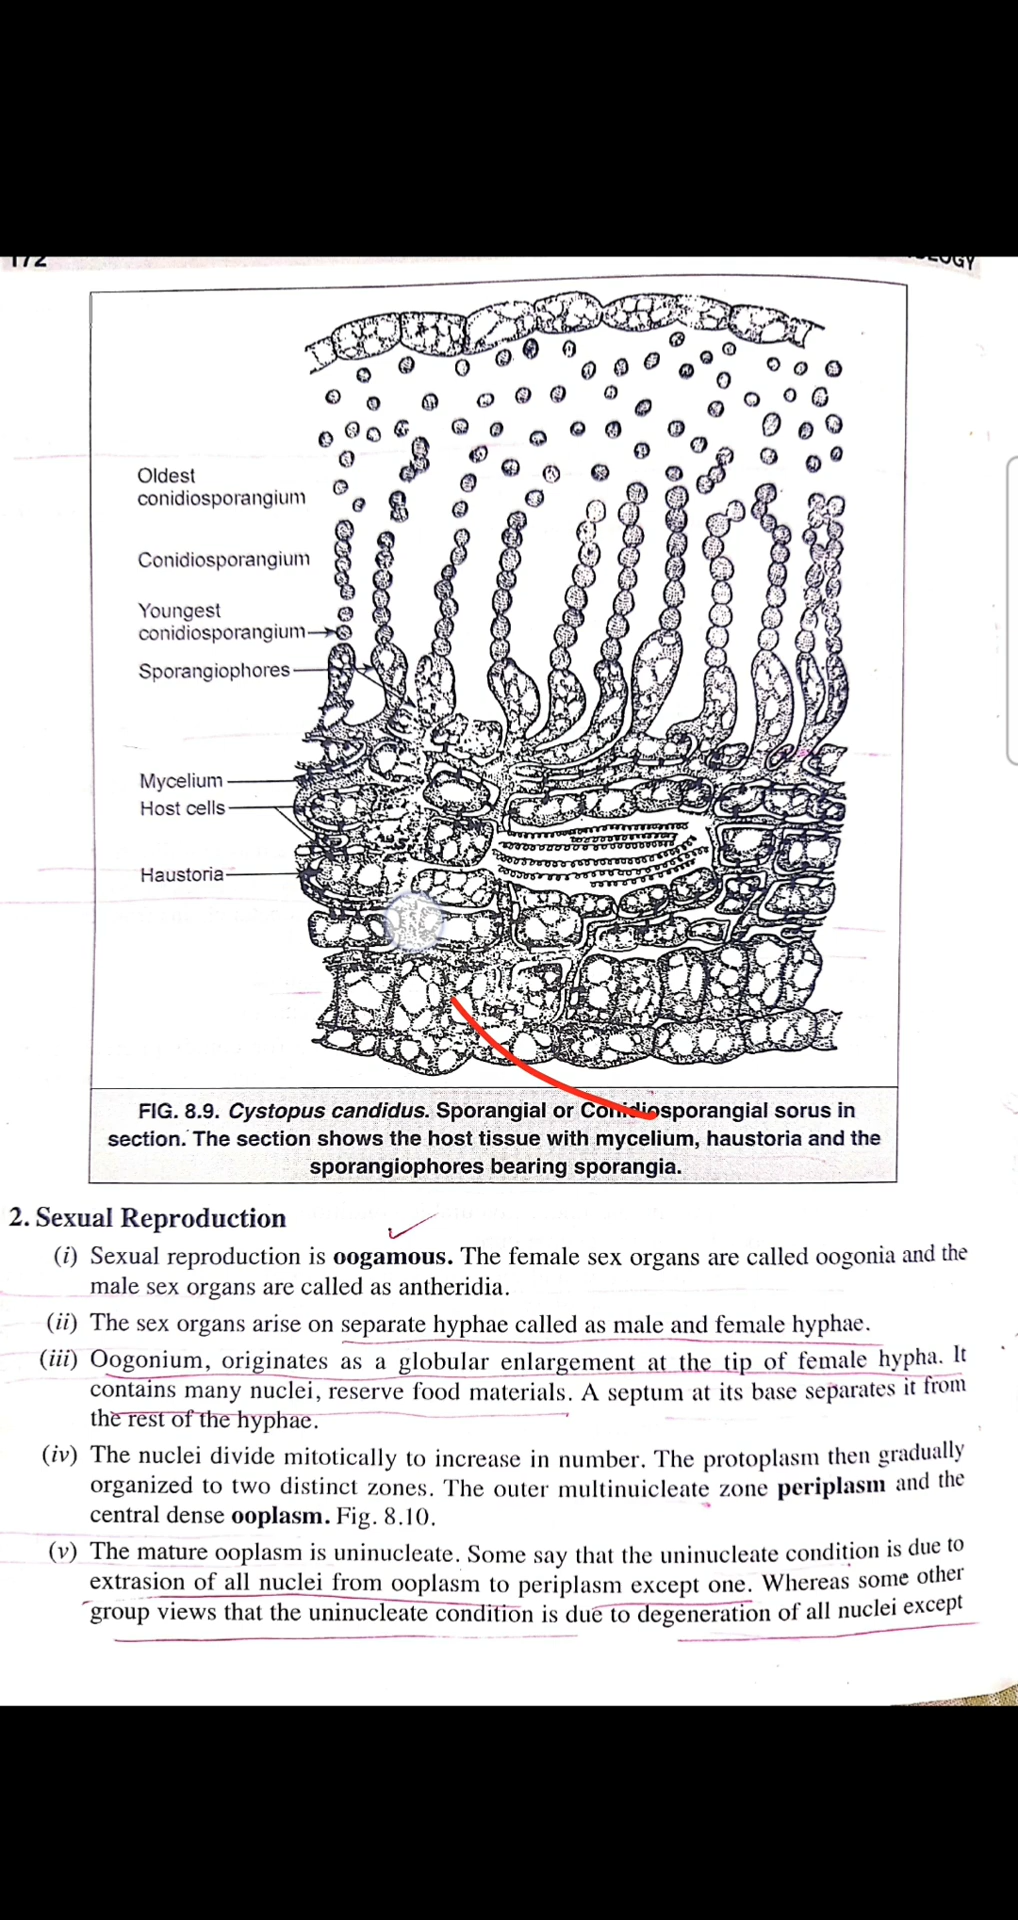 172
Oldest
conidiosporangium
Conidiosporangium
Youngest
conidiosporangium
Sporangiophores
Mycelium
Host cells
Haustoria
FIG. 8.9. Cystopus candidus. Sporangial or Conidiosporangial sorus in
section. The section shows the host tissue with mycelium, haustoria and the
sporangiophores bearing sporangia.
2. Sexual Reproduction
(i) Sexual reproduction is oogamous. The female sex organs are called oogonia and the
male sex organs are called as antheridia.
(ii) The sex organs arise on separate hyphae called as male and female hyphae.
(iii) Oogonium, originates as a globular enlargement at the tip of female hypha. It
contains many nuclei, reserve food materials. A septum at its base separates it from
the rest of the hyphae.
(iv) The nuclei divide mitotically to increase in number. The protoplasm then gradually
organized to two distinct zones. The outer multinuicleate zone periplasm and the
central dense ooplasm. Fig. 8.10.
(v) The mature ooplasm is uninucleate. Some say that the uninucleate condition is due to
extrasion of all nuclei from ooplasm to periplasm except one. Whereas some other
group views that the uninucleate condition is due to degeneration of all nuclei except